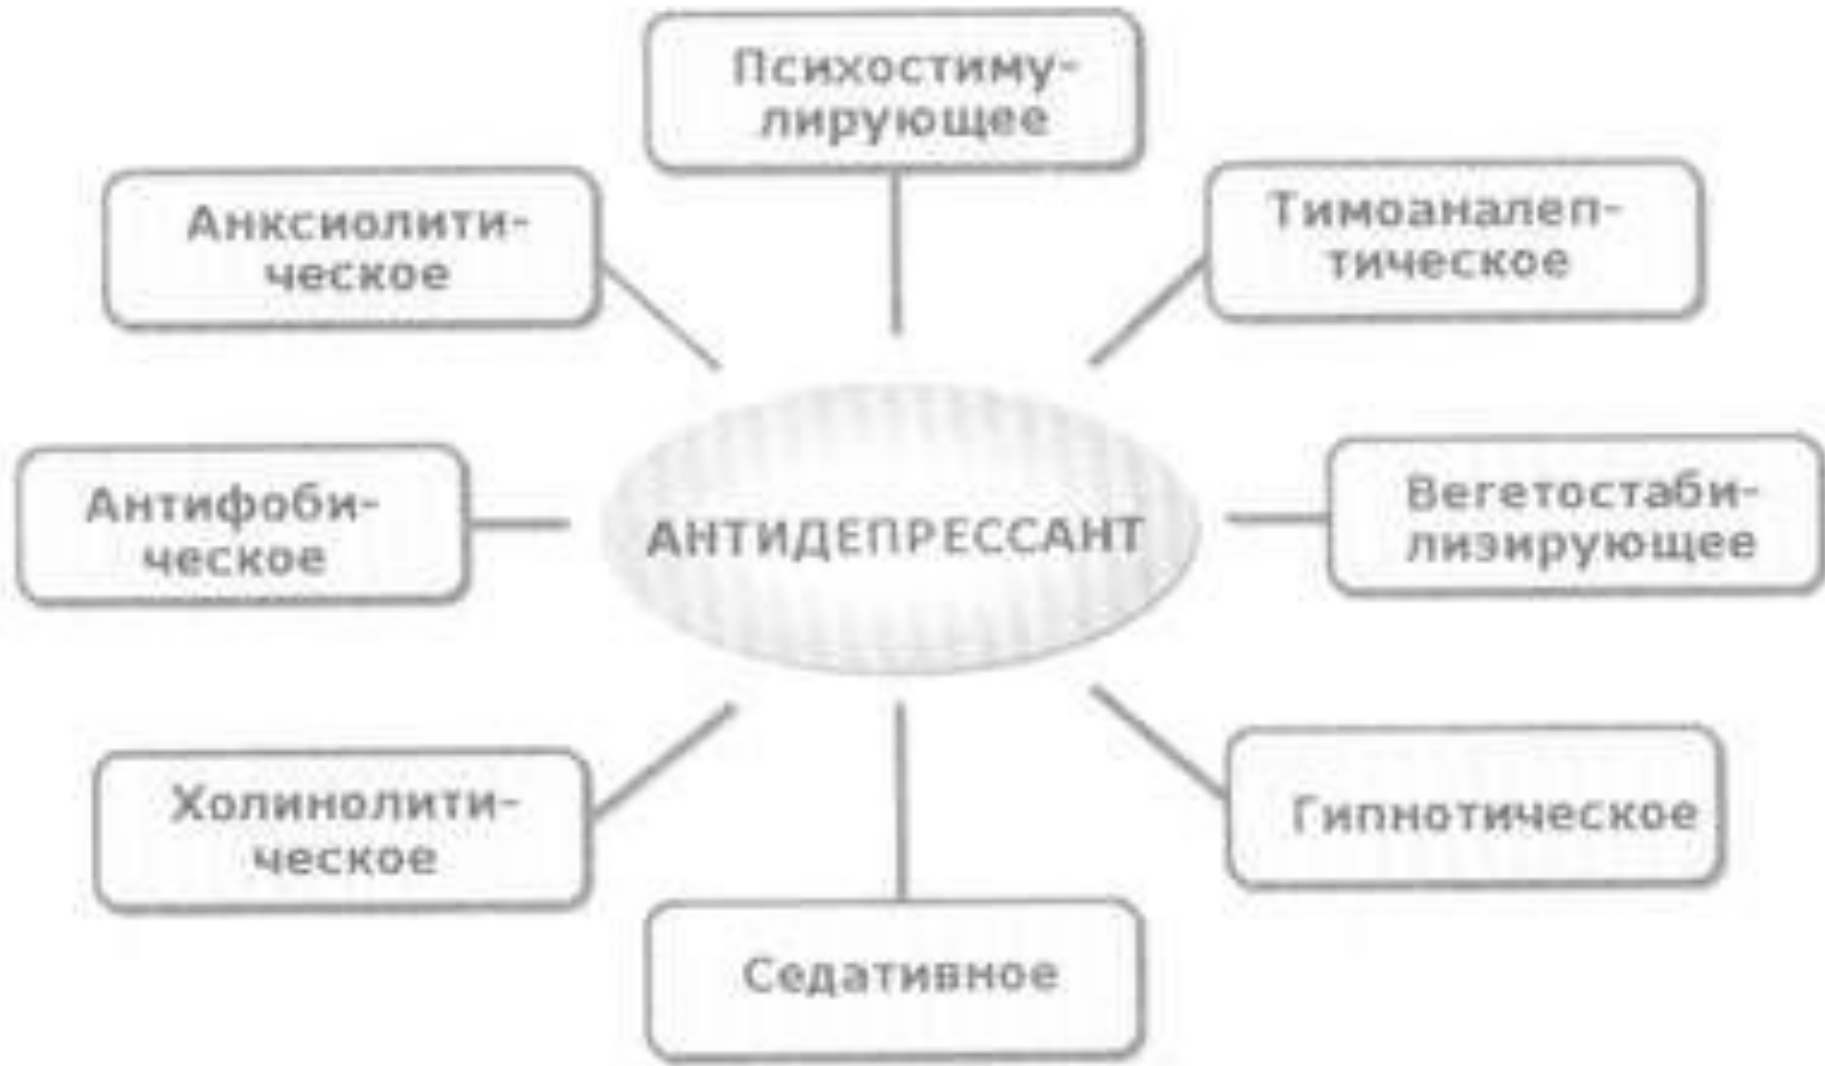 Психостиму-
лирующее
Анксиолити-
ческое
Тимоаналеп-
тическое
Антифоби-
ческое
АНТИДЕПРЕССАНТ
Вегетостаби-
лизирующее
Холинолити-
ческое
Гипнотическое
Седативное